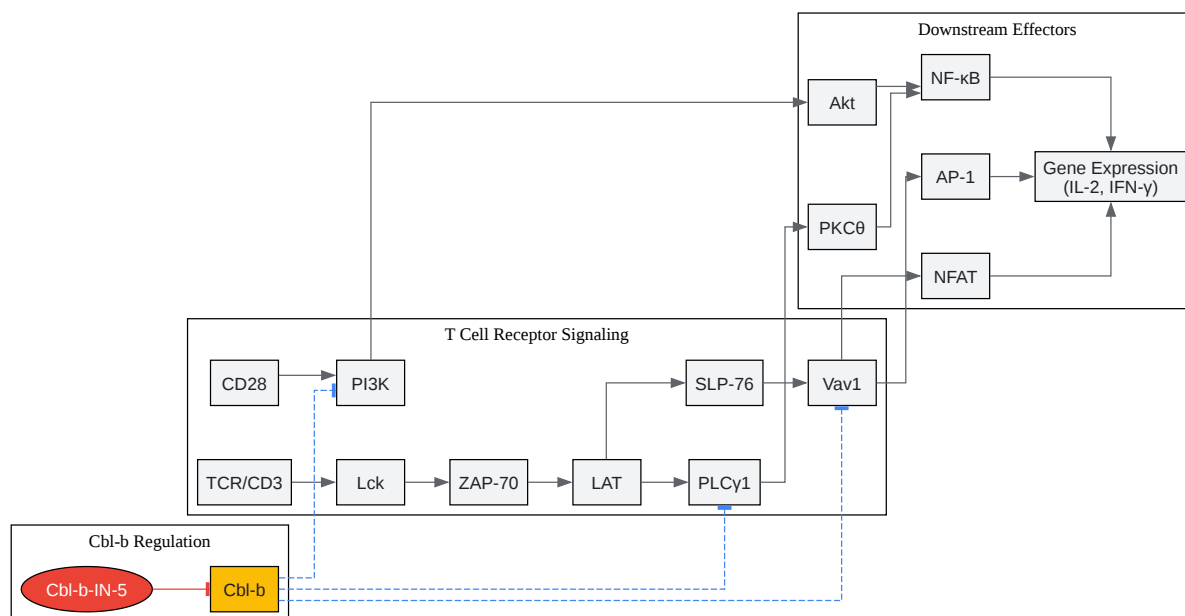 Downstream Effectors
NF-κB
Akt
AP-1
Gene Expression
(IL-2, IFN-γ)
PKCθ
NFAT
T Cell Receptor Signaling
CD28
PI3K
SLP-76
Vav1
TCR/CD3
Lck
ZAP-70
LAT
PLCγ1
Cbl-b Regulation
Cbl-b-IN-5
Cbl-b